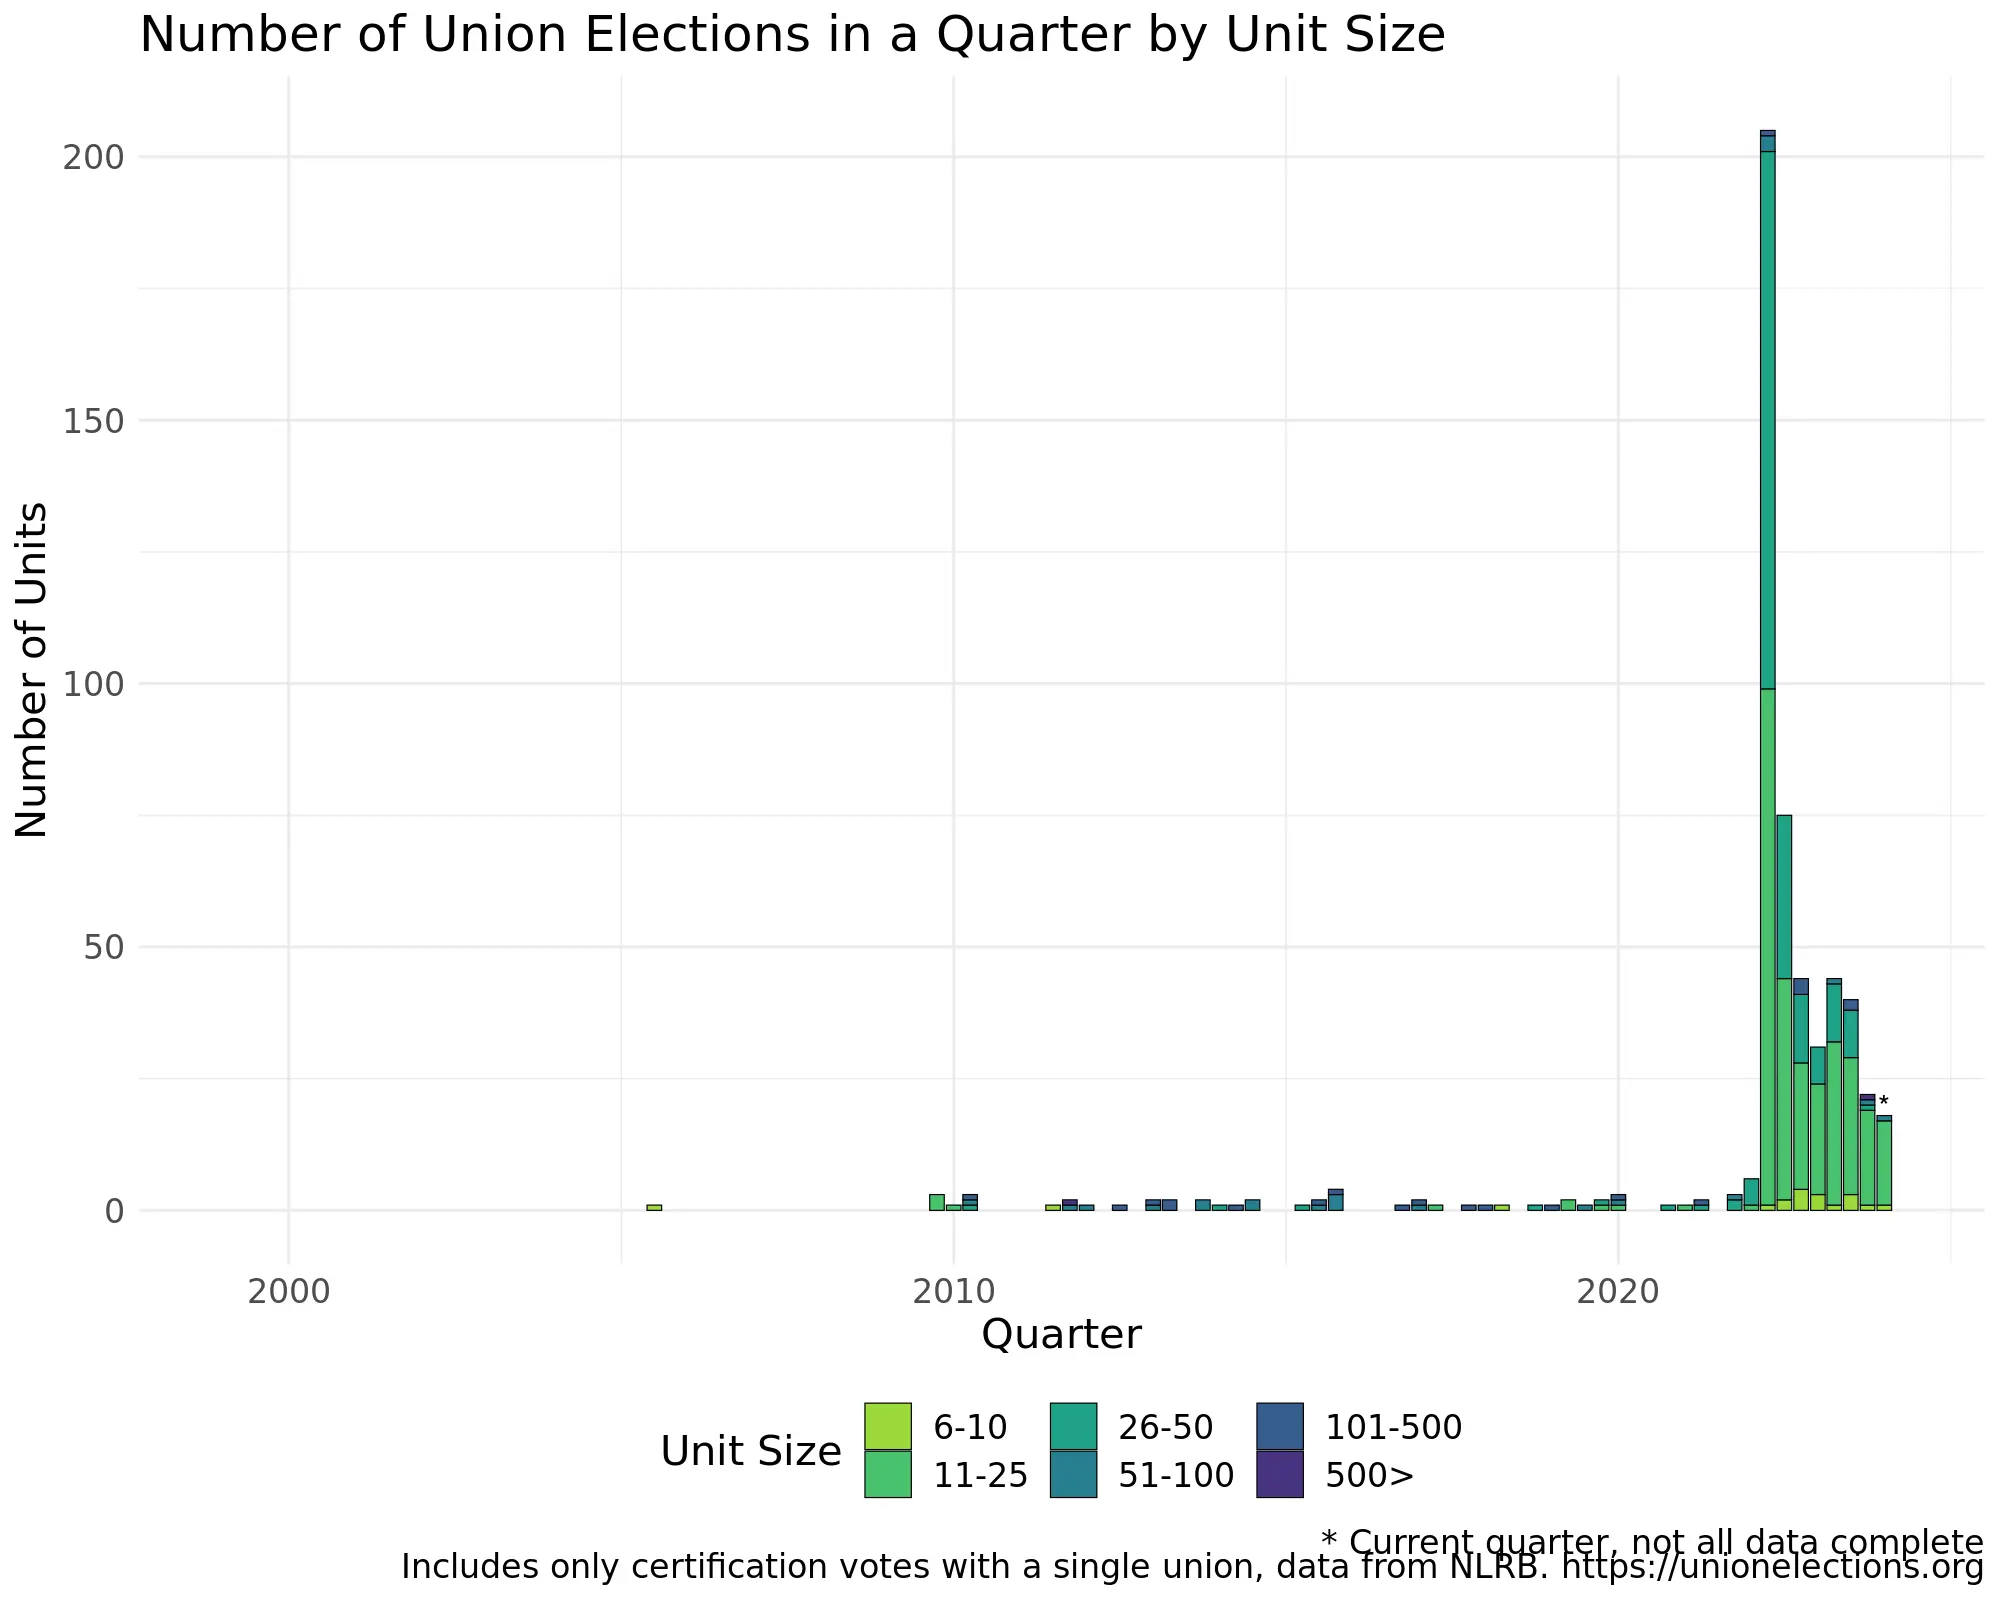 Number of Union Elections in a Quarter by Unit Size
Number of Units
200
150
100
50
0
*
2000 2010 2020
Quarter
Unit Size
6-10 26-50 101-500
11-25 51-100 500>
* Current quarter, not all data complete
Includes only certification votes with a single union, data from NLRB. https://unionelections.org